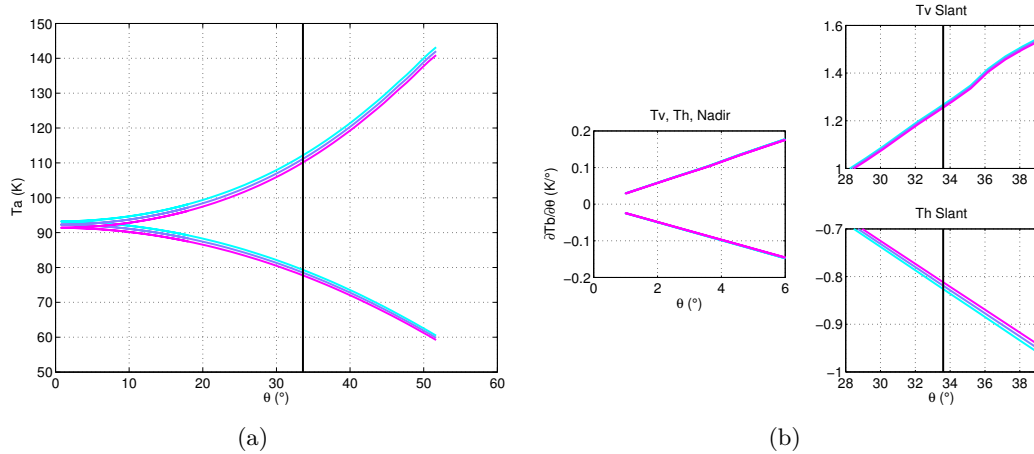 150
140
130
120
110
100
90
80
70
60
50
Ta (K)
0 10 20 30 40 50 60
θ (°)
(a)
Tv, Th, Nadir
0.2
0.1
0
−0.1
−0.2
∂Tb/∂θ (K/°)
0 2 4 6
θ (°)
Tv Slant
1.6
1.4
1.2
1
28 30 32 34 36 38
Th Slant
−0.7
−0.8
−0.9
−1
28 30 32 34 36 38
θ (°)
(b)